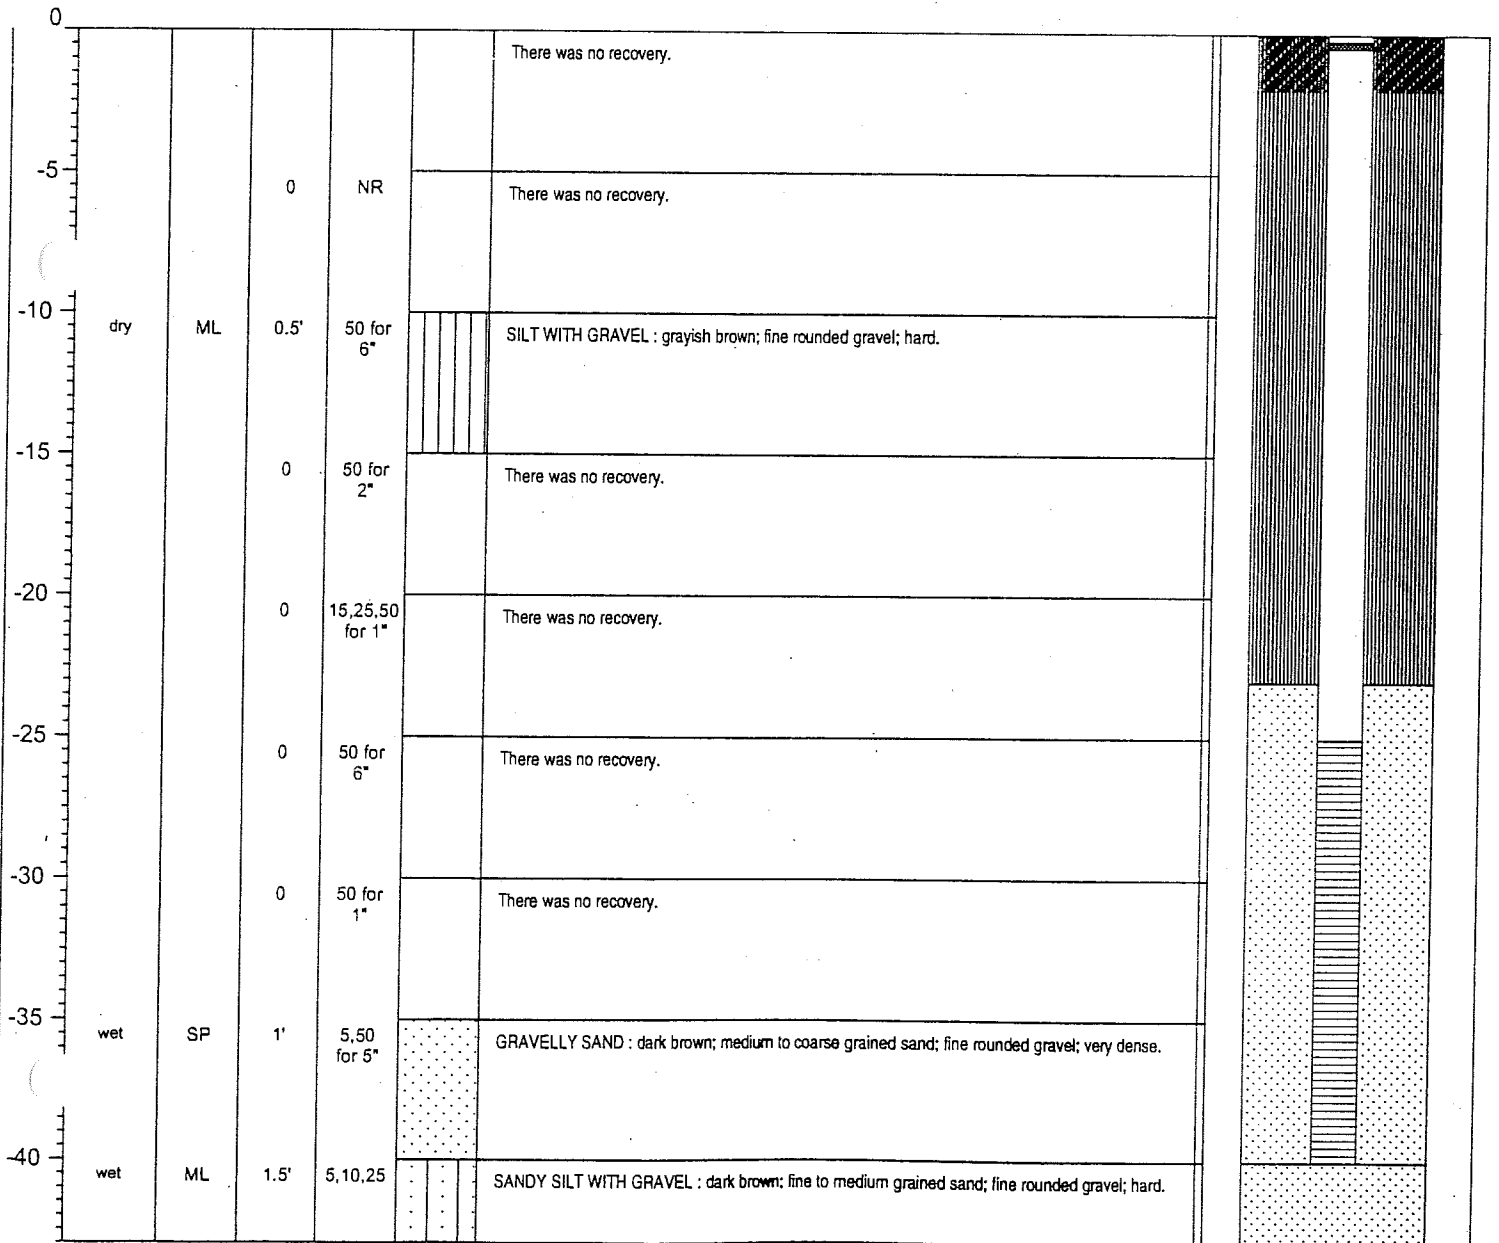 0
There was no recovery.
-5
0 NR There was no recovery.
-10
dry ML 0.5' 50 for
6"
SILT WITH GRAVEL : grayish brown; fine rounded gravel; hard.
-15
0 50 for
2"
There was no recovery.
-20
0 15,25,50
for 1"
There was no recovery.
-25
0 50 for
6"
There was no recovery.
-30
0 50 for
1"
There was no recovery.
-35
wet SP 1' 5,50
for 5"
GRAVELLY SAND : dark brown; medium to coarse grained sand; fine rounded gravel; very dense.
-40
wet ML 1.5' 5,10,25 SANDY SILT WITH GRAVEL : dark brown; fine to medium grained sand; fine rounded gravel; hard.